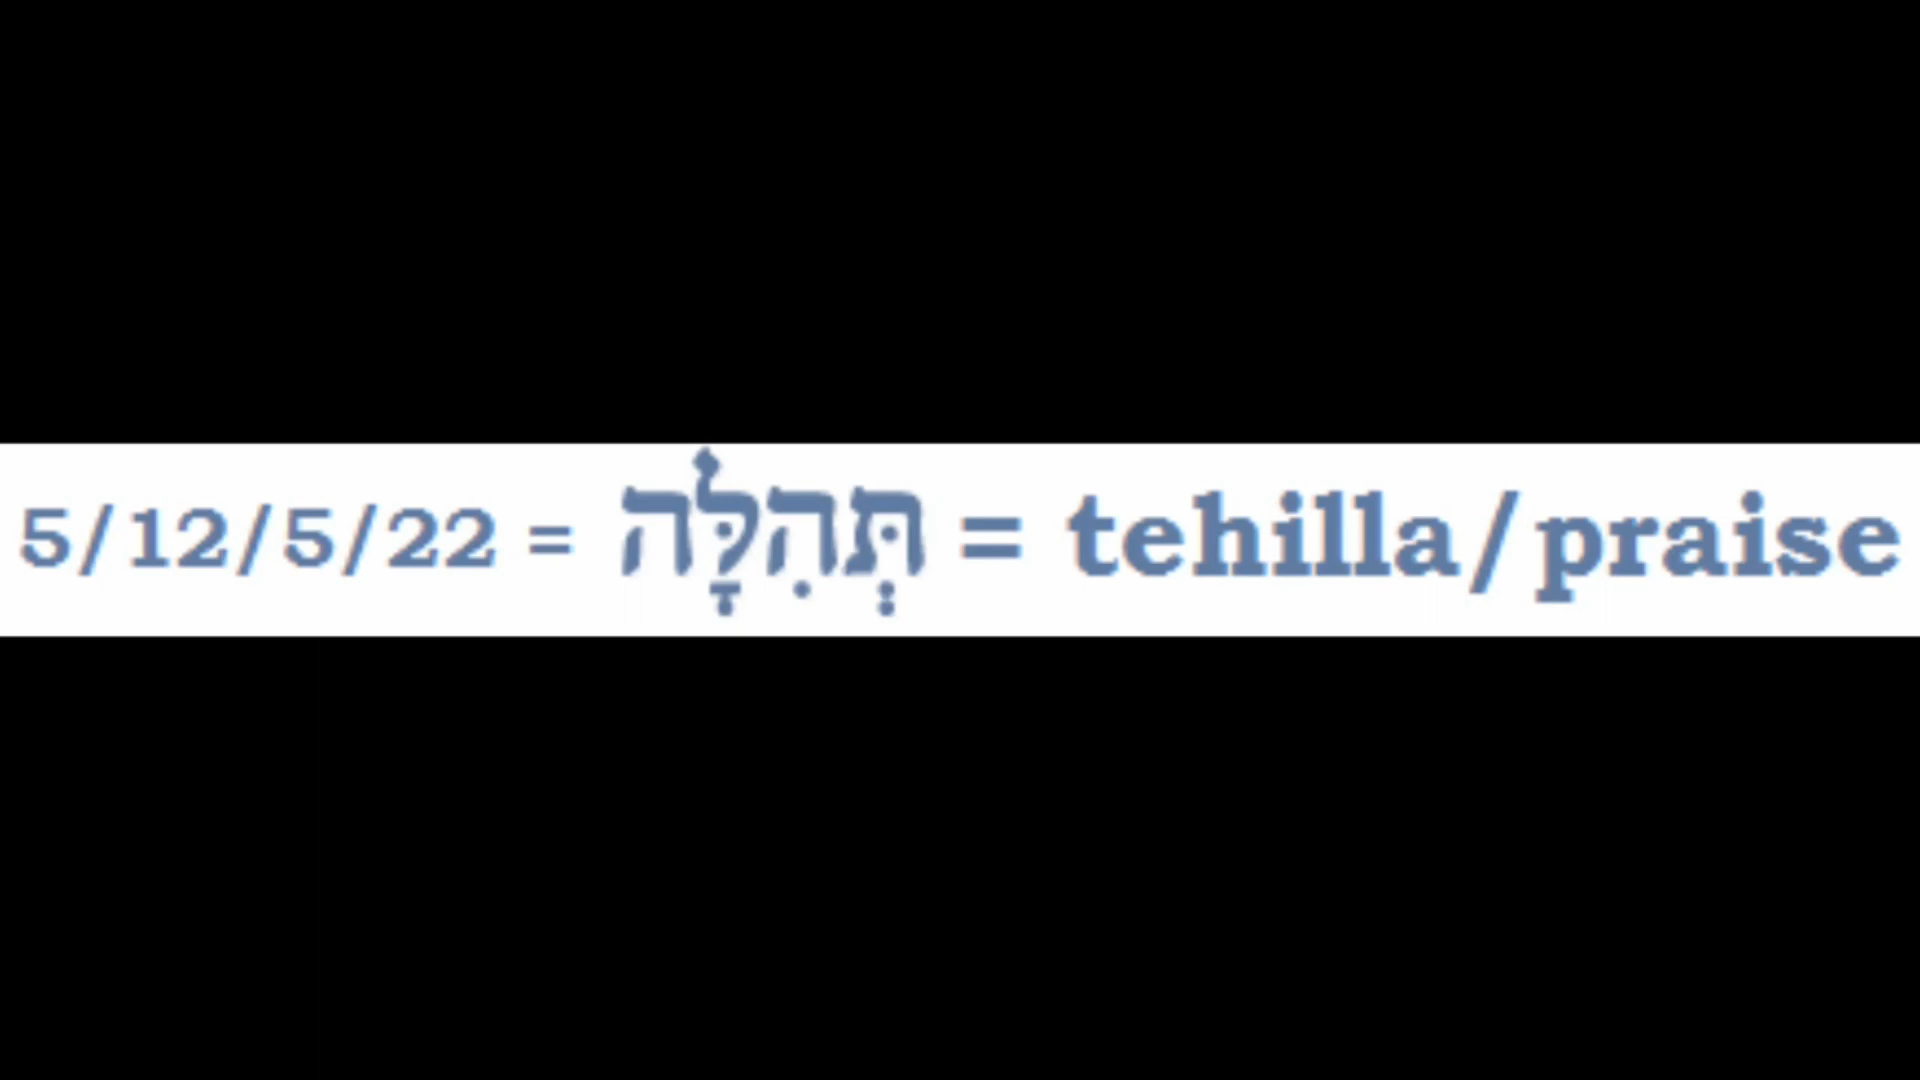 5/12/5/22 = תְּהִלָּה = tehilla/praise